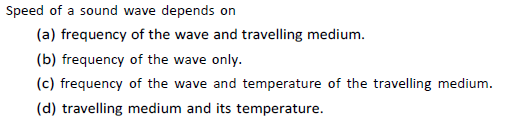 Speed of a sound wave depends on
(a) frequency of the wave and travelling medium.
(b) frequency of the wave only.
(c) frequency of the wave and temperature of the travelling medium.
(d) travelling medium and its temperature.